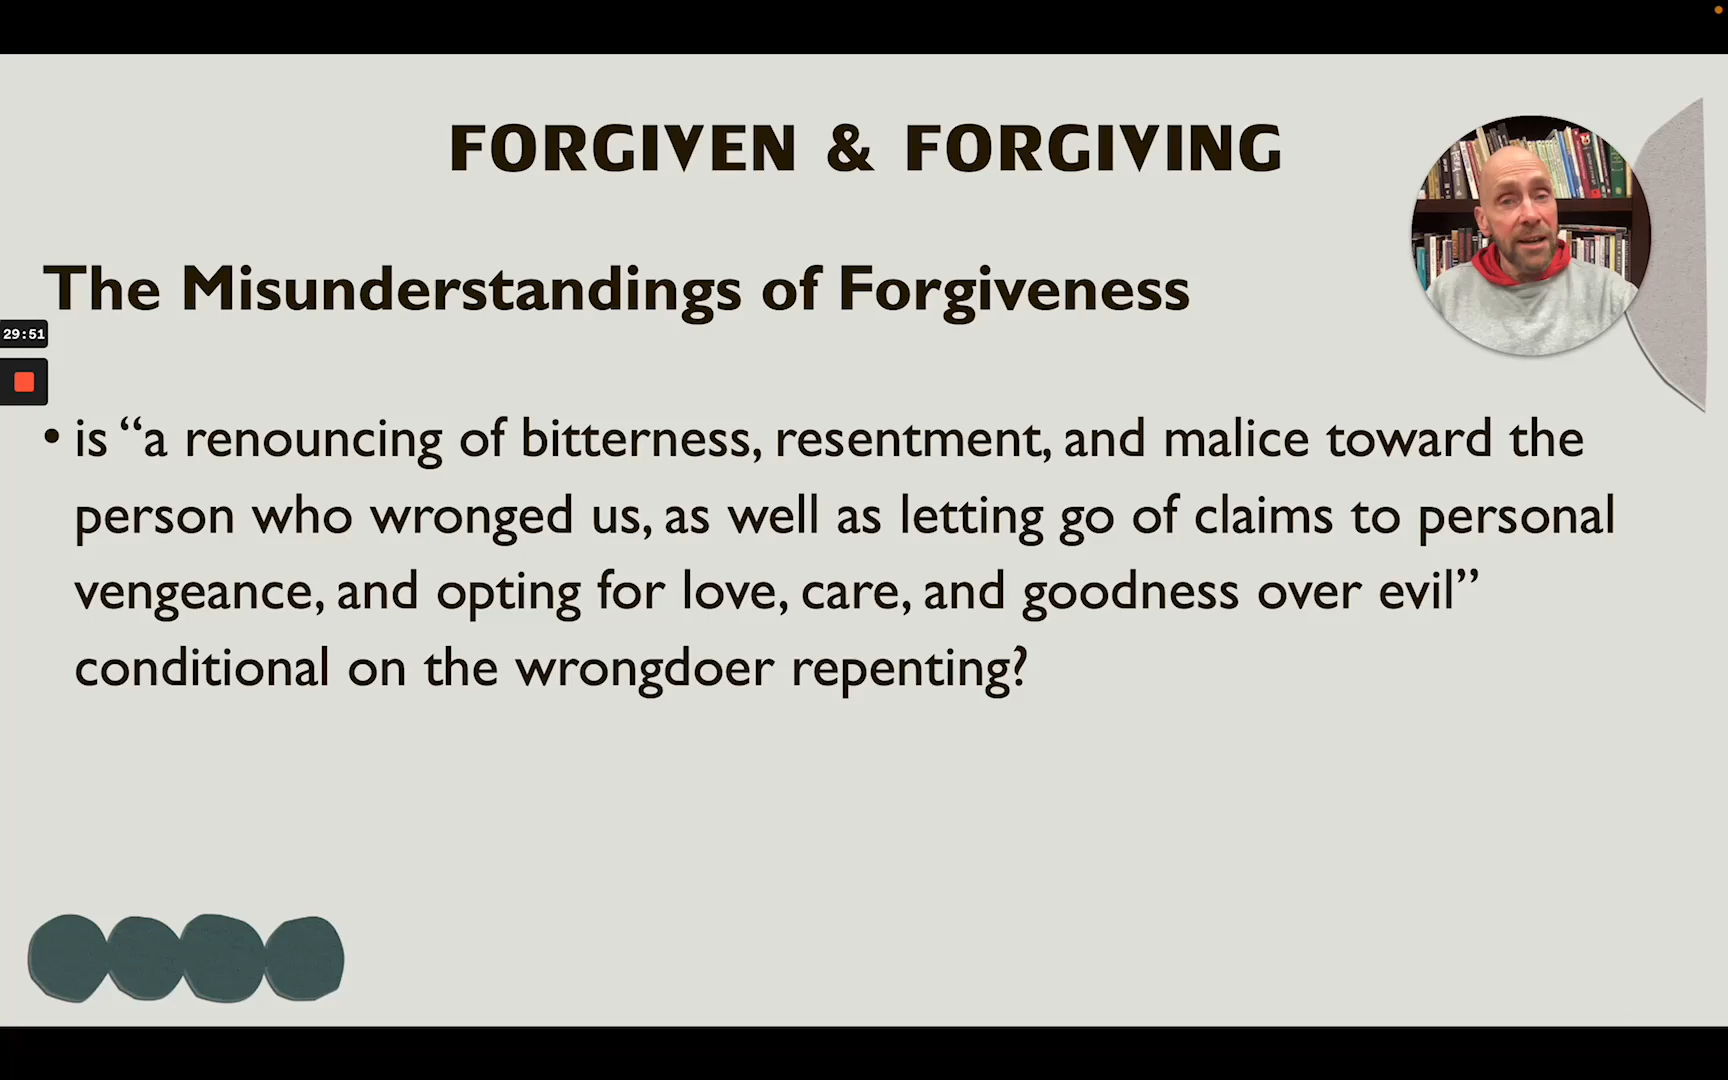 FORGIVEN & FORGIVING
The Misunderstandings of Forgiveness
29:51
• is “a renouncing of bitterness, resentment, and malice toward the
person who wronged us, as well as letting go of claims to personal
vengeance, and opting for love, care, and goodness over evil”
conditional on the wrongdoer repenting?